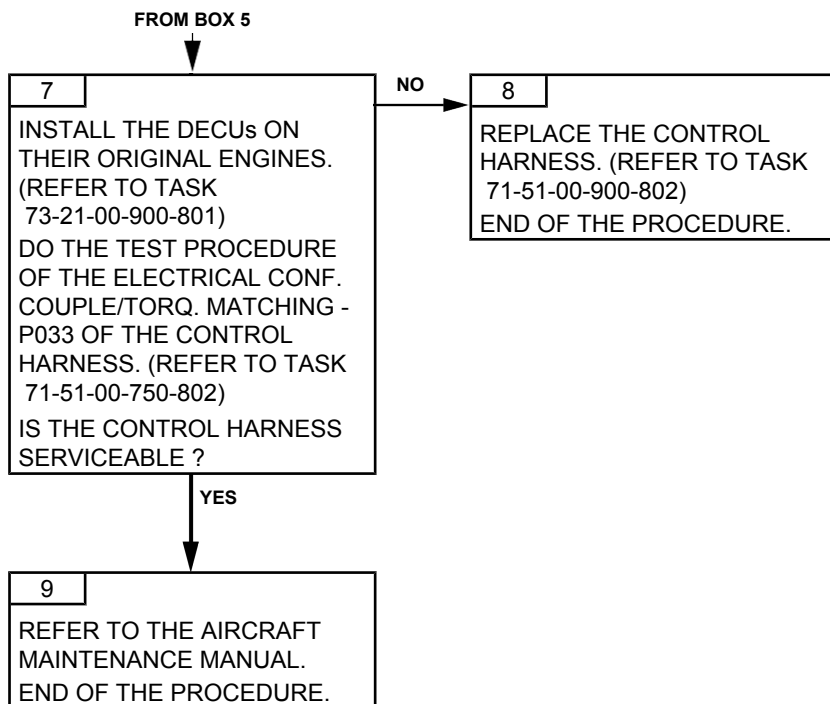 FROM BOX 5
7
INSTALL THE DECUs ON
THEIR ORIGINAL ENGINES.
(REFER TO TASK
73-21-00-900-801)
DO THE TEST PROCEDURE
OF THE ELECTRICAL CONF.
COUPLE/TORQ. MATCHING -
P033 OF THE CONTROL
HARNESS. (REFER TO TASK
71-51-00-750-802)
IS THE CONTROL HARNESS
SERVICEABLE ?
NO
8
REPLACE THE CONTROL
HARNESS. (REFER TO TASK
71-51-00-900-802)
END OF THE PROCEDURE.
YES
9
REFER TO THE AIRCRAFT
MAINTENANCE MANUAL.
END OF THE PROCEDURE.